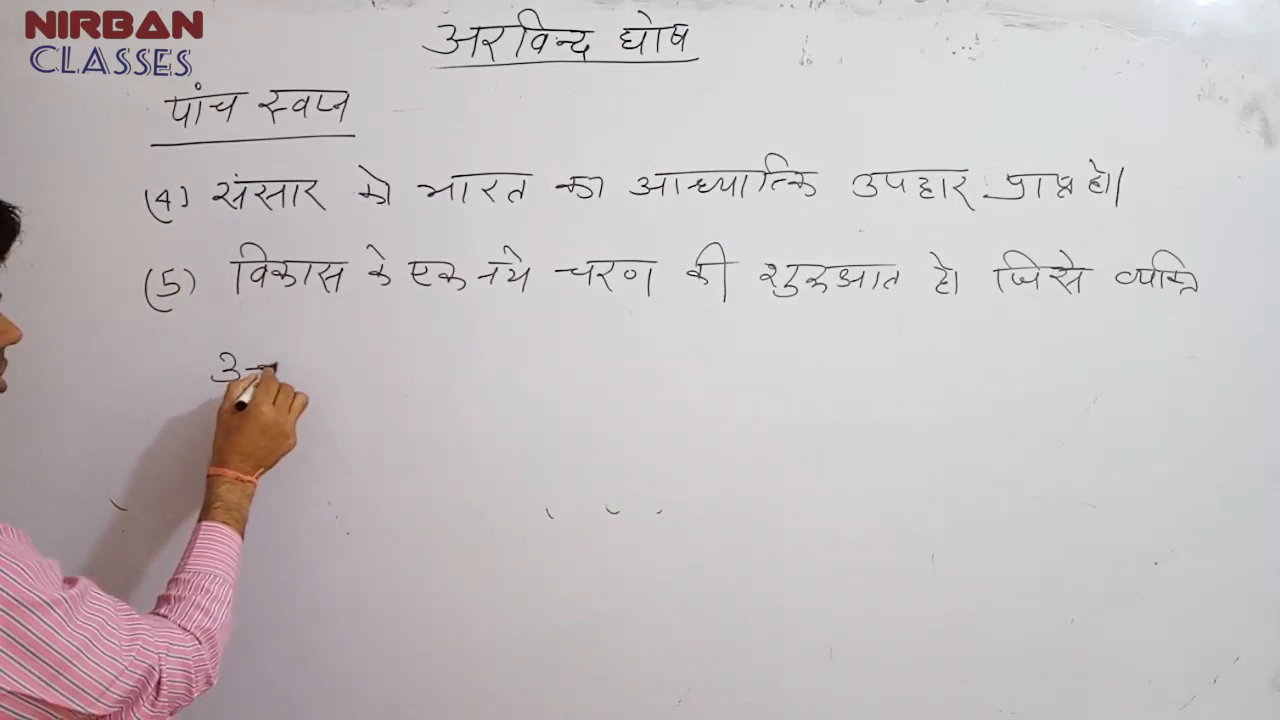 NIRBAN
CLASSES
अरविन्द घोष
पांच स्वप्न
(4) संसार को भारत का आध्यात्कि उपहार प्राप्त हो।
(5) विकास के एक नये चरण की शुरूआत हो जिसे व्यक्ति